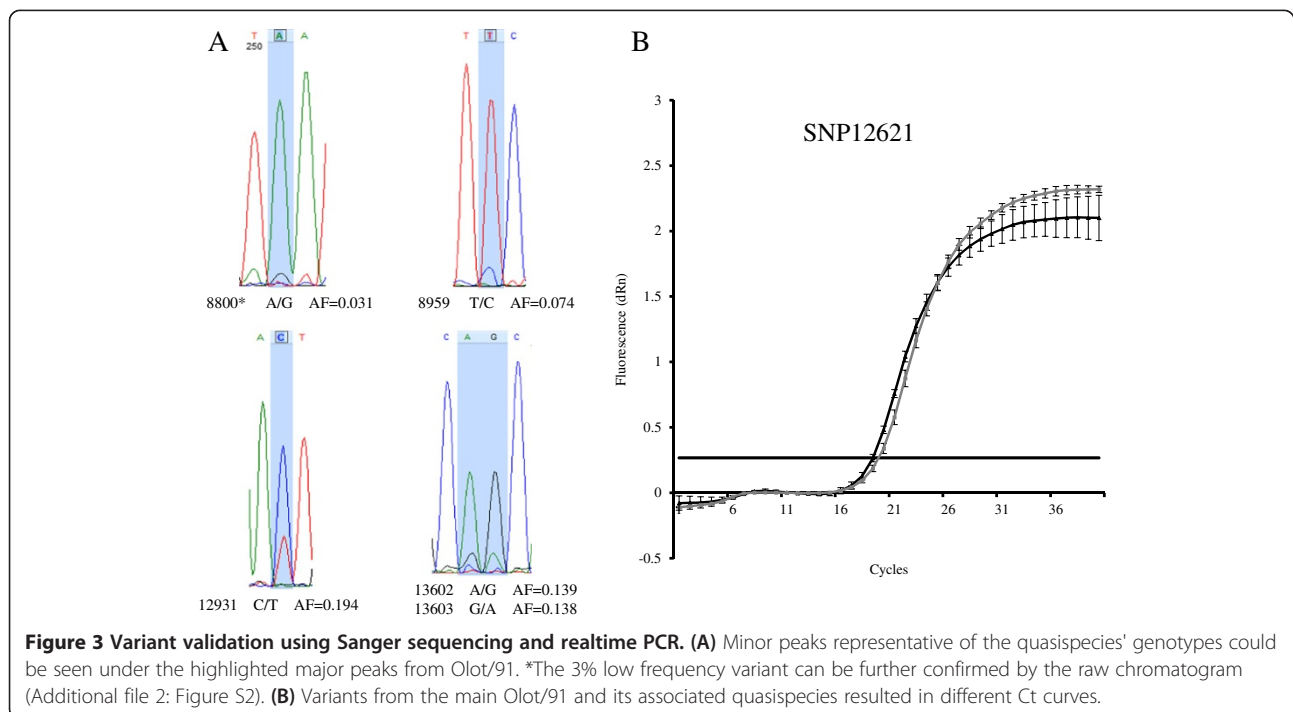 A
T A A
250
8800* A/G AF=0.031
T T C
8959 T/C AF=0.074
A C T
12931 C/T AF=0.194
C A G C
13602 A/G AF=0.139
13603 G/A AF=0.138
B
SNP12621
Fluorescence (dRn)
3
2.5
2
1.5
1
0.5
0
-0.5
6 11 16 21 26 31 36
Cycles
Figure 3 Variant validation using Sanger sequencing and realtime PCR. (A) Minor peaks representative of the quasispecies' genotypes could
be seen under the highlighted major peaks from Olot/91. *The 3% low frequency variant can be further confirmed by the raw chromatogram
(Additional file 2: Figure S2). (B) Variants from the main Olot/91 and its associated quasispecies resulted in different Ct curves.